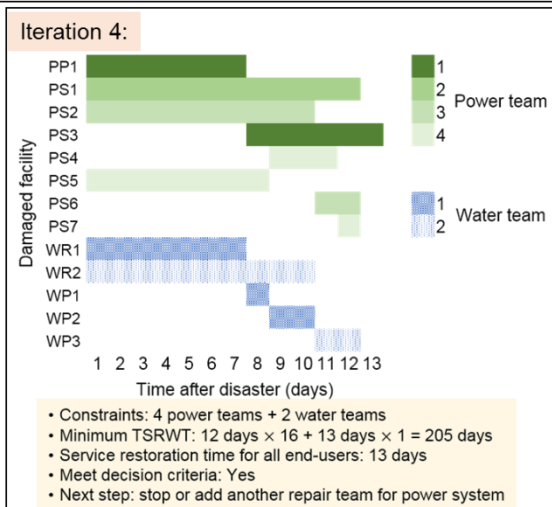 Iteration 4:
PP1
PS1
PS2
PS3
PS4
PS5
PS6
PS7
WR1
WR2
WP1
WP2
WP3
Damaged facility
1 2 3 4 5 6 7 8 9 10 11 12 13
Time after disaster (days)
1
2
3
4
Power team
1
2
Water team
• Constraints: 4 power teams + 2 water teams
• Minimum TSRWT: 12 days × 16 + 13 days × 1 = 205 days
• Service restoration time for all end-users: 13 days
• Meet decision criteria: Yes
• Next step: stop or add another repair team for power system